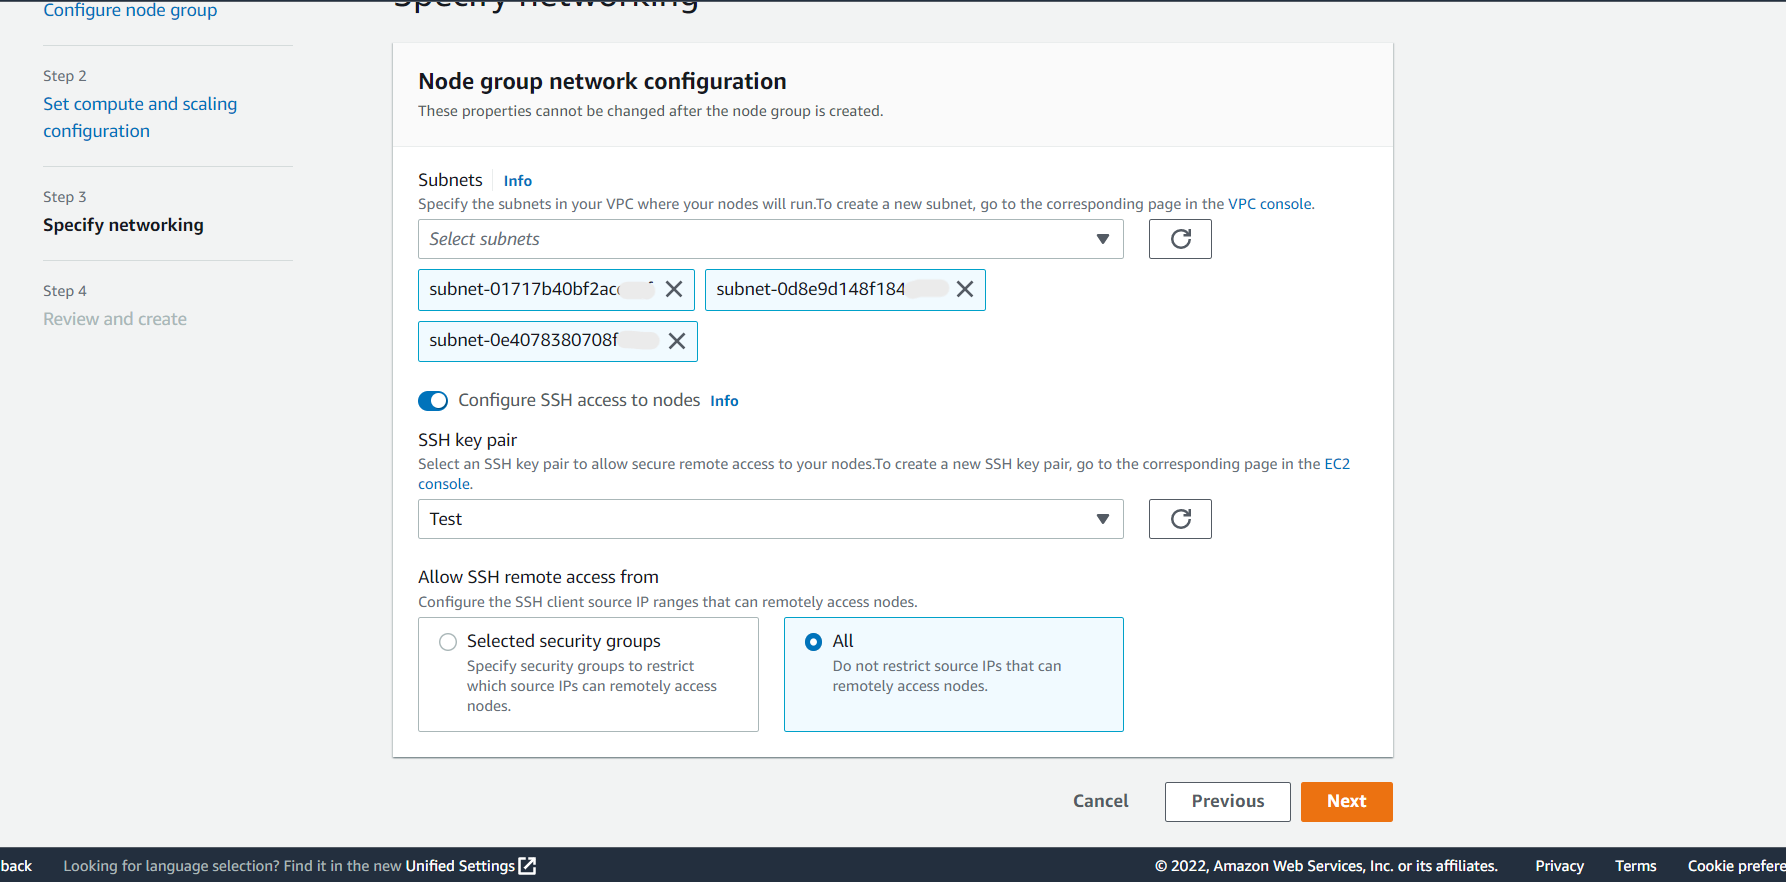 Configure node group
Specify networking
Step 2
Set compute and scaling
configuration
Step 3
Specify networking
Step 4
Review and create
Node group network configuration
These properties cannot be changed after the node group is created.
Subnets Info
Specify the subnets in your VPC where your nodes will run.To create a new subnet, go to the corresponding page in the VPC console.
Select subnets
subnet-01717b40bf2ac subnet-0d8e9d148f184
subnet-0e4078380708f
Configure SSH access to nodes Info
SSH key pair
Select an SSH key pair to allow secure remote access to your nodes.To create a new SSH key pair, go to the corresponding page in the EC2
console.
Test
Allow SSH remote access from
Configure the SSH client source IP ranges that can remotely access nodes.
Selected security groups
Specify security groups to restrict
which source IPs can remotely access
nodes.
All
Do not restrict source IPs that can
remotely access nodes.
Cancel Previous Next
back Looking for language selection? Find it in the new Unified Settings © 2022, Amazon Web Services, Inc. or its affiliates. Privacy Terms Cookie prefere